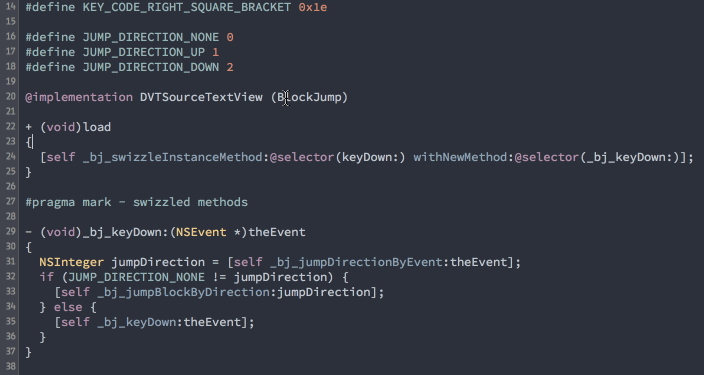 14 #define KEY_CODE_RIGHT_SQUARE_BRACKET 0x1e
15
16 #define JUMP_DIRECTION_NONE 0
17 #define JUMP_DIRECTION_UP 1
18 #define JUMP_DIRECTION_DOWN 2
19
20 @implementation DVTSourceTextView (BlockJump)
21
22 + (void)load
23 {
24   [self _bj_swizzleInstanceMethod:@selector(keyDown:) withNewMethod:@selector(_bj_keyDown:)];
25 }
26
27 #pragma mark - swizzled methods
28
29 - (void)_bj_keyDown:(NSEvent *)theEvent
30 {
31   NSInteger jumpDirection = [self _bj_jumpDirectionByEvent:theEvent];
32   if (JUMP_DIRECTION_NONE != jumpDirection) {
33     [self _bj_jumpBlockByDirection:jumpDirection];
34   } else {
35     [self _bj_keyDown:theEvent];
36   }
37 }
38